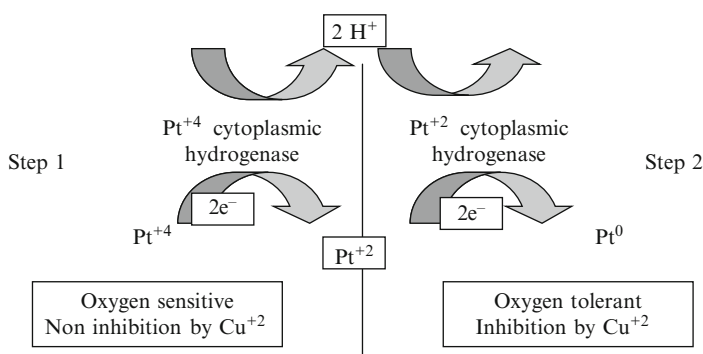 2 H⁺
Pt⁺⁴ cytoplasmic
hydrogenase
Pt⁺² cytoplasmic
hydrogenase
Step 1
Step 2
2e⁻
2e⁻
Pt⁺⁴
Pt⁺²
Pt⁰
Oxygen sensitive
Non inhibition by Cu⁺²
Oxygen tolerant
Inhibition by Cu⁺²